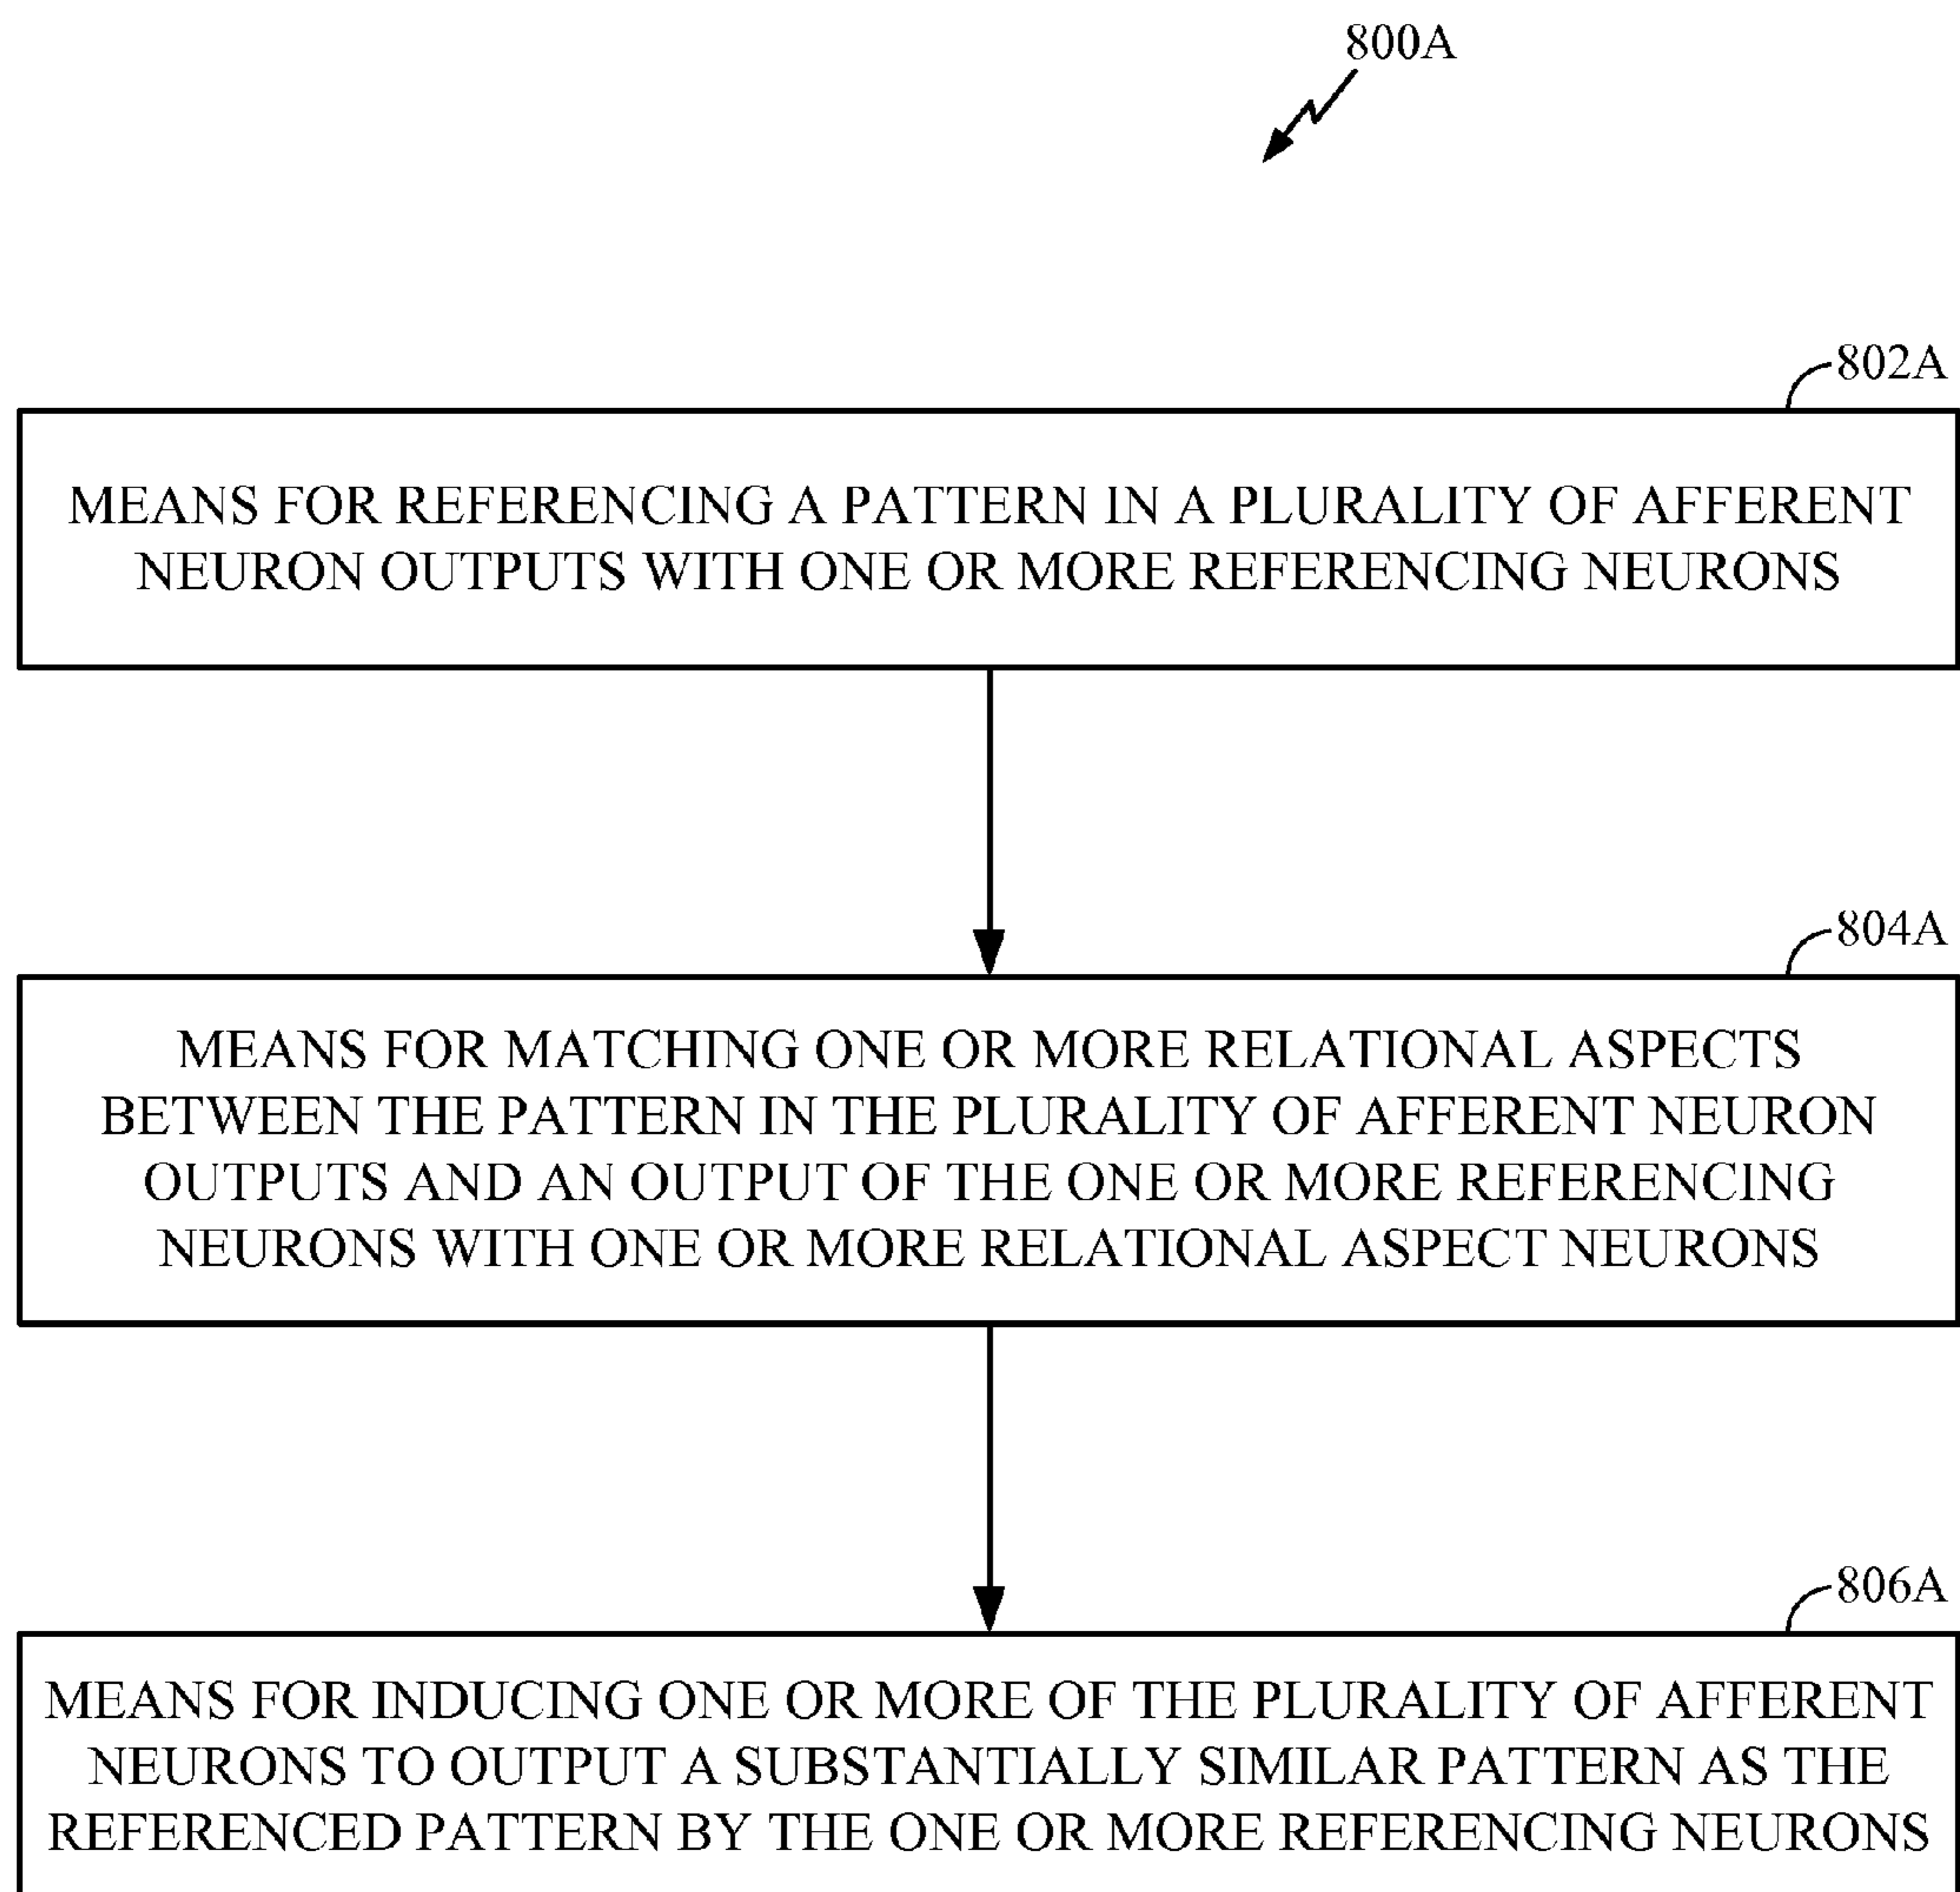 800A
802A
MEANS FOR REFERENCING A PATTERN IN A PLURALITY OF AFFERENT
NEURON OUTPUTS WITH ONE OR MORE REFERENCING NEURONS
804A
MEANS FOR MATCHING ONE OR MORE RELATIONAL ASPECTS
BETWEEN THE PATTERN IN THE PLURALITY OF AFFERENT NEURON
OUTPUTS AND AN OUTPUT OF THE ONE OR MORE REFERENCING
NEURONS WITH ONE OR MORE RELATIONAL ASPECT NEURONS
806A
MEANS FOR INDUCING ONE OR MORE OF THE PLURALITY OF AFFERENT
NEURONS TO OUTPUT A SUBSTANTIALLY SIMILAR PATTERN AS THE
REFERENCED PATTERN BY THE ONE OR MORE REFERENCING NEURONS